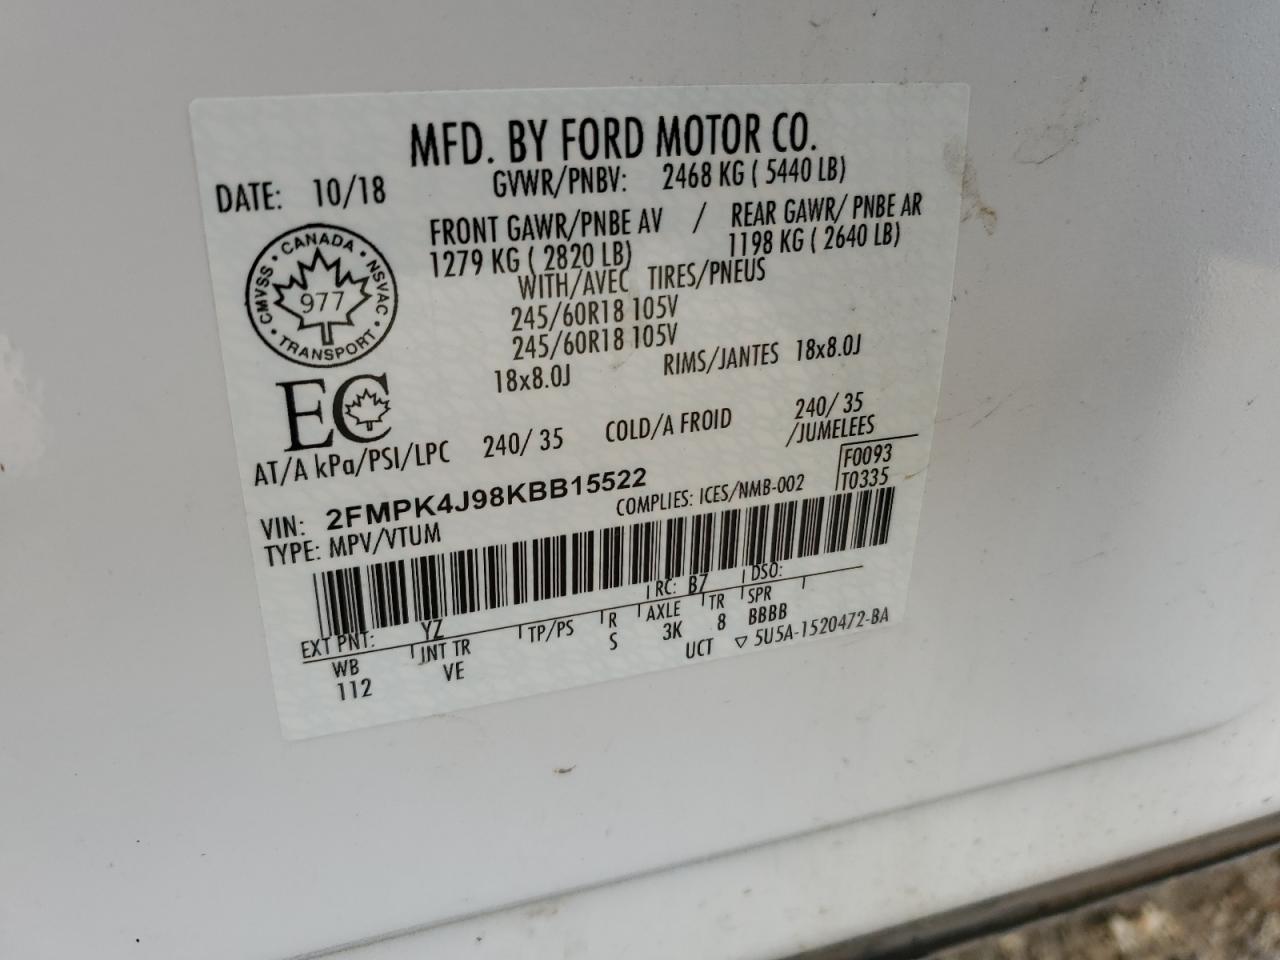 MFD. BY FORD MOTOR CO.
DATE: 10/18 GVWR/PNBV: 2468 KG ( 5440 LB)
FRONT GAWR/PNBE AV / REAR GAWR/ PNBE AR
1279 KG ( 2820 LB) 1198 KG ( 2640 LB)
WITH/AVEC TIRES/PNEUS
245/60R18 105V
245/60R18 105V
18x8.0J RIMS/JANTES 18x8.0J
CANADA
CMVSS NSVAC
977
TRANSPORT
EC
AT/A kPa/PSI/LPC 240/ 35 COLD/A FROID 240/ 35
/JUMELEES
F0093
T0335
VIN: 2FMPK4J98KBB15522
COMPLIES: ICES/NMB-002
TYPE: MPV/VTUM
EXT PNT: YZ RC: B7 DSO:
WB INT TR TP/PS R AXLE TR SPR
112 VE S 3K 8 BBBB
UCT ▽ 5U5A-1520472-BA